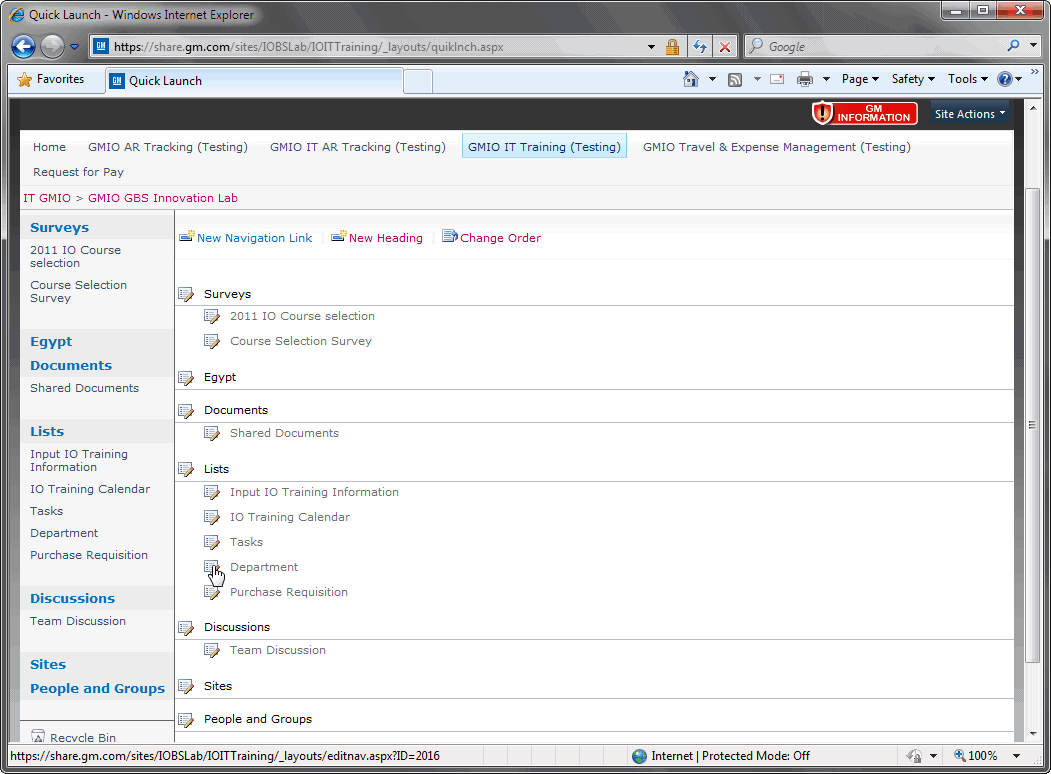 Quick Launch - Windows Internet Explorer
https://share.gm.com/sites/IOBSLab/IOITTraining/_layouts/quiklnch.aspx
Google
Favorites
GM Quick Launch
Page Safety Tools
GM INFORMATION
Site Actions
Home GMIO AR Tracking (Testing) GMIO IT AR Tracking (Testing) GMIO IT Training (Testing) GMIO Travel & Expense Management (Testing)
Request for Pay
IT GMIO > GMIO GBS Innovation Lab
Surveys
2011 IO Course selection
Course Selection Survey
Egypt
Documents
Shared Documents
Lists
Input IO Training Information
IO Training Calendar
Tasks
Department
Purchase Requisition
Discussions
Team Discussion
Sites
People and Groups
Recycle Bin
New Navigation Link New Heading Change Order
Surveys
2011 IO Course selection
Course Selection Survey
Egypt
Documents
Shared Documents
Lists
Input IO Training Information
IO Training Calendar
Tasks
Department
Purchase Requisition
Discussions
Team Discussion
Sites
People and Groups
https://share.gm.com/sites/IOBSLab/IOITTraining/_layouts/editnav.aspx?ID=2016
Internet | Protected Mode: Off
100%